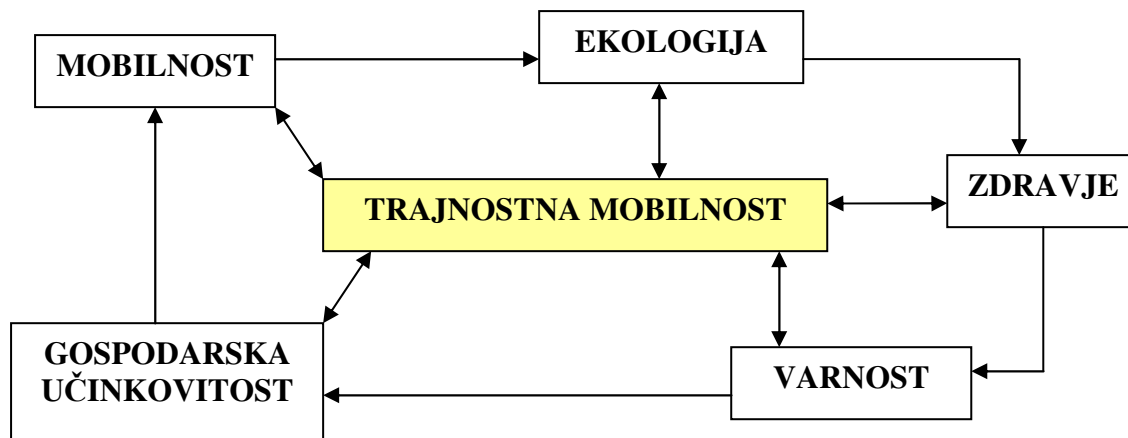 EKOLOGIJA
MOBILNOST
ZDRAVJE
TRAJNOSTNA MOBILNOST
GOSPODARSKA
UČINKOVITOST
VARNOST